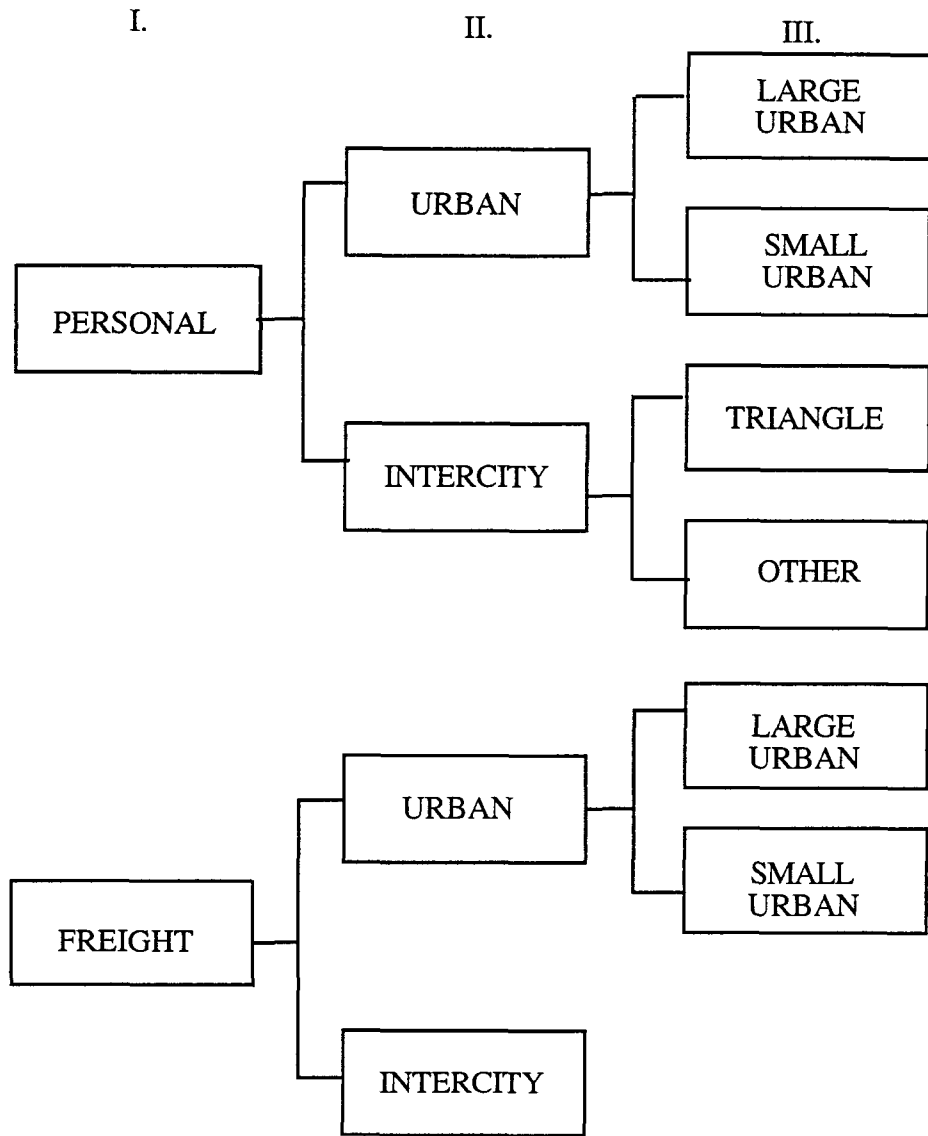 I.
II.
III.
LARGE
URBAN
URBAN
SMALL
URBAN
PERSONAL
TRIANGLE
INTERCITY
OTHER
LARGE
URBAN
URBAN
SMALL
URBAN
FREIGHT
INTERCITY